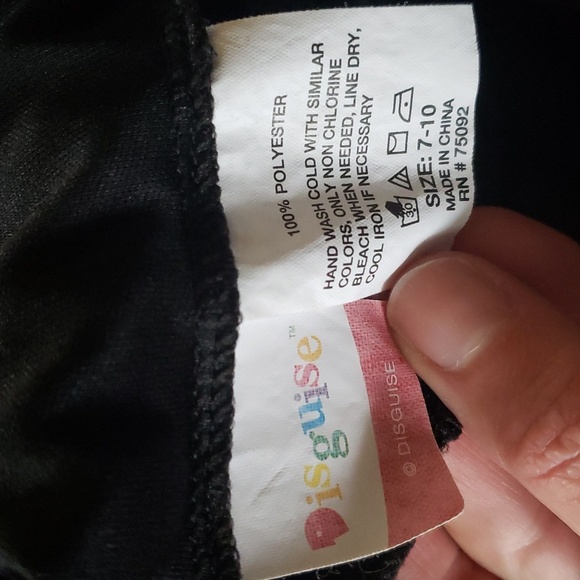 100% POLYESTER
HAND WASH COLD WITH SIMILAR
COLORS, ONLY NON CHLORINE
BLEACH WHEN NEEDED, LINE DRY,
COOL IRON IF NECESSARY
30
SIZE: 7-10
MADE IN CHINA
RN # 75092
Disguise™
© DISGUISE